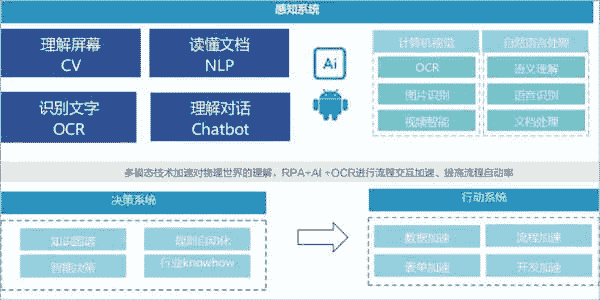 感知系统
理解屏幕
CV
读懂文档
NLP
识别文字
OCR
理解对话
Chatbot
Ai
计算机视觉
OCR
图片识别
视频智能
自然语言处理
语义理解
语言识别
文档处理
多模态技术加速对物理世界的理解，RPA+AI +OCR进行流程交互加速、提高流程自动率
决策系统
知识图谱
规则自动化
智能决策
行业knowhow
行动系统
数据加速
流程加速
表单加速
开发加速